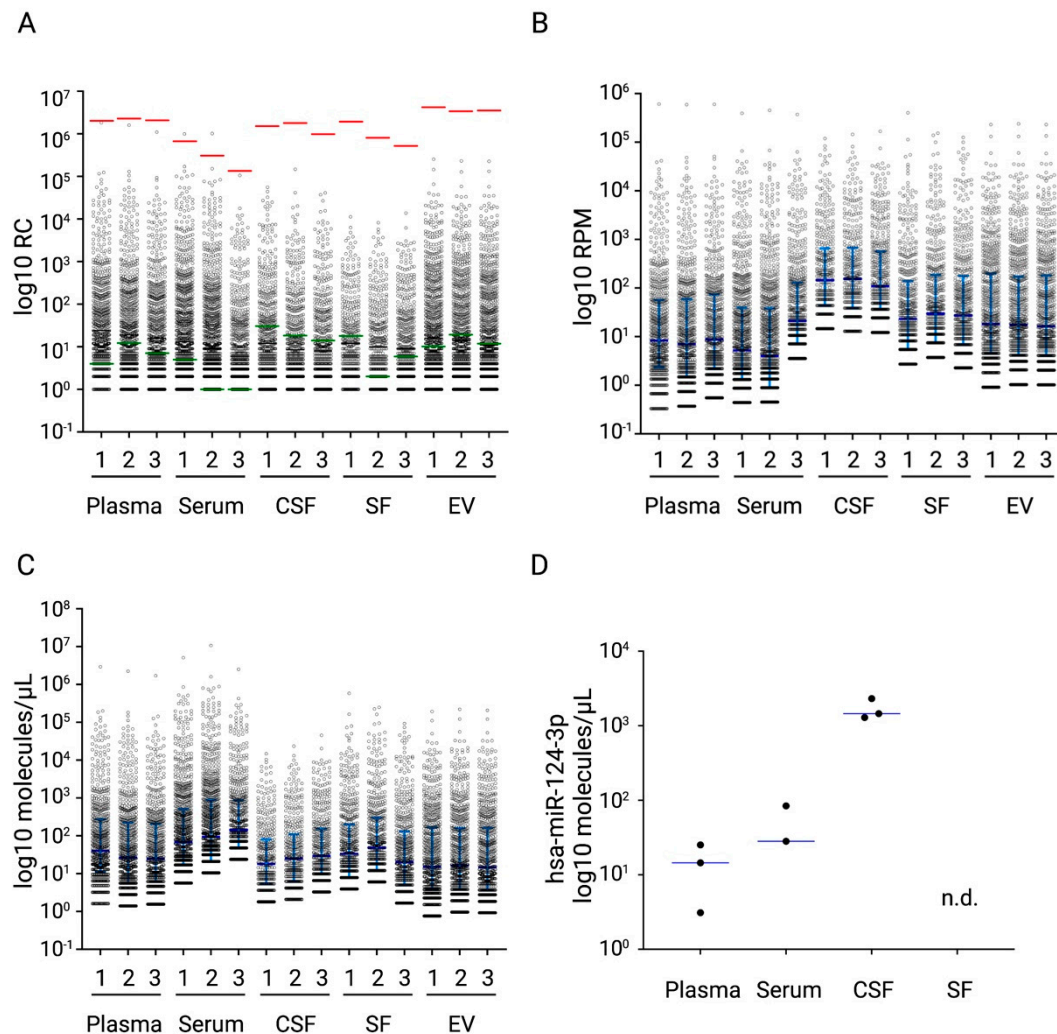 A
log10 RC
10^7
10^6
10^5
10^4
10^3
10^2
10^1
10^0
10^-1
1 2 3 1 2 3 1 2 3 1 2 3 1 2 3
Plasma Serum CSF SF EV
B
log10 RPM
10^6
10^5
10^4
10^3
10^2
10^1
10^0
10^-1
1 2 3 1 2 3 1 2 3 1 2 3 1 2 3
Plasma Serum CSF SF EV
C
log10 molecules/µL
10^8
10^7
10^6
10^5
10^4
10^3
10^2
10^1
10^0
10^-1
1 2 3 1 2 3 1 2 3 1 2 3 1 2 3
Plasma Serum CSF SF EV
D
hsa-miR-124-3p
log10 molecules/µL
10^4
10^3
10^2
10^1
10^0
n.d.
Plasma Serum CSF SF